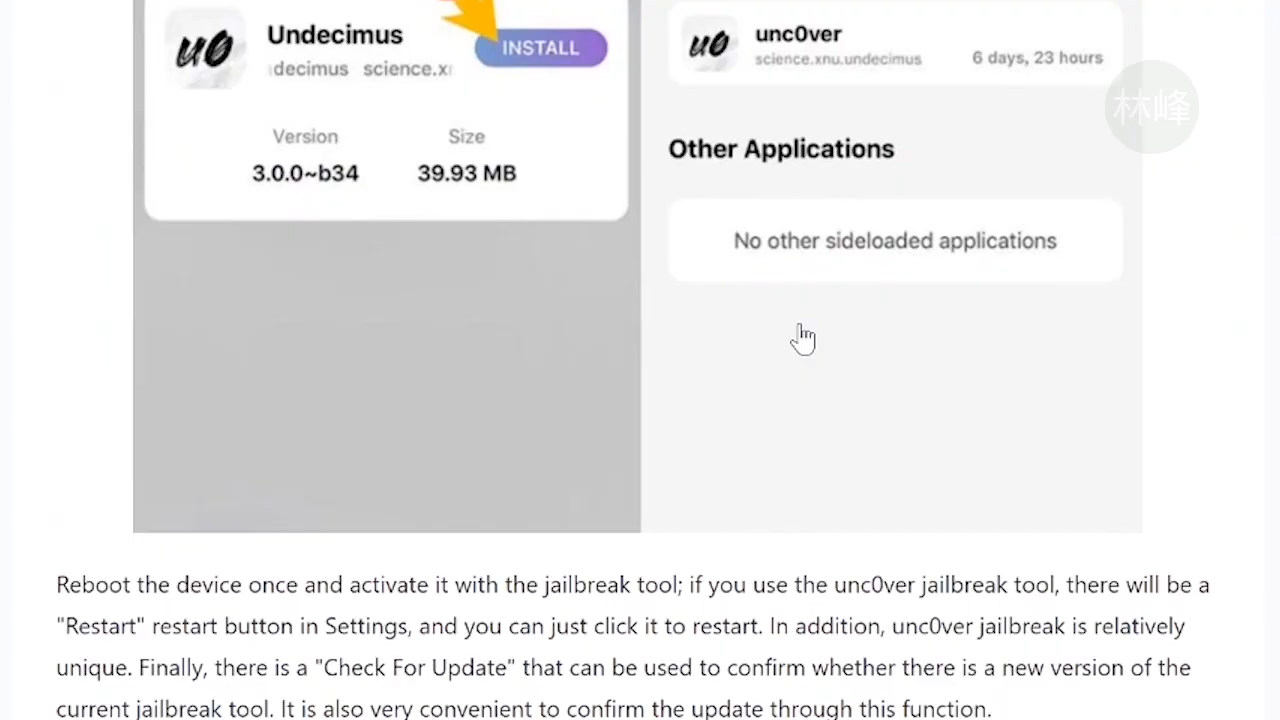 u0
Undecimus
decimus science.x
INSTALL
Version
Size
3.0.0~b34
39.93 MB
u0
unc0ver
science.xnu.undecimus
6 days, 23 hours
林峰
Other Applications
No other sideloaded applications
Reboot the device once and activate it with the jailbreak tool; if you use the unc0ver jailbreak tool, there will be a
"Restart" restart button in Settings, and you can just click it to restart. In addition, unc0ver jailbreak is relatively
unique. Finally, there is a "Check For Update" that can be used to confirm whether there is a new version of the
current jailbreak tool. It is also very convenient to confirm the update through this function.